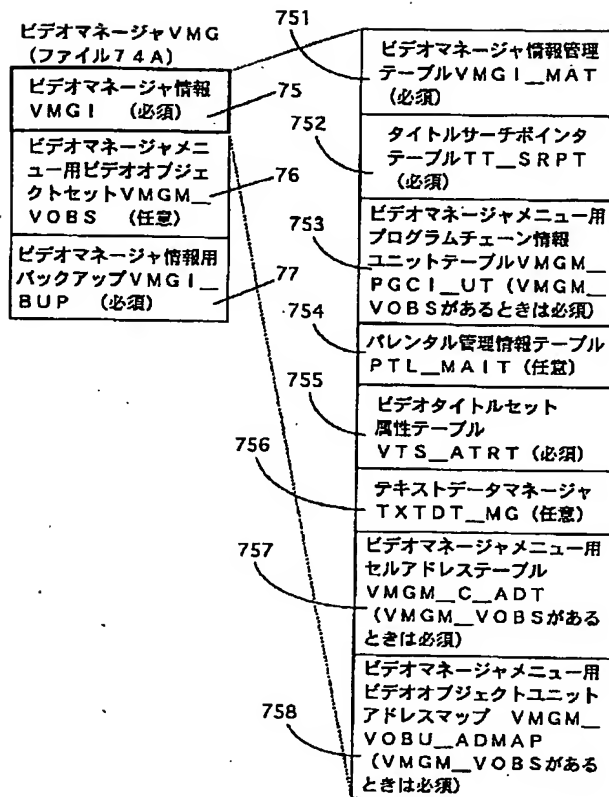 ビデオマネージャVMG
(ファイル74A)
ビデオマネージャ情報
VMGI (必須)
75
ビデオマネージャメニ
ュー用ビデオオブジェ
クトセットVMGM__
VOBS (任意)
76
ビデオマネージャ情報用
バックアップVMGI__
BUP (必須)
77
751
ビデオマネージャ情報管理
テーブルVMGI__MAT
(必須)
752
タイトルサーチポインタ
テーブルTT__SRPT
(必須)
753
ビデオマネージャメニュー用
プログラムチェーン情報
ユニットテーブルVMGM__
PGCI__UT (VMGM__
VOBSがあるときは必須)
754
パレンタル管理情報テーブル
PTL__MAIT (任意)
755
ビデオタイトルセット
属性テーブル
VTS__ATRT (必須)
756
テキストデータマネージャ
TXTDT__MG (任意)
757
ビデオマネージャメニュー用
セルアドレステーブル
VMGM__C__ADT
(VMGM__VOBSがある
ときは必須)
758
ビデオマネージャメニュー用
ビデオオブジェクトユニット
アドレスマップ VMGM__
VOBU__ADMAP
(VMGM__VOBSがある
ときは必須)